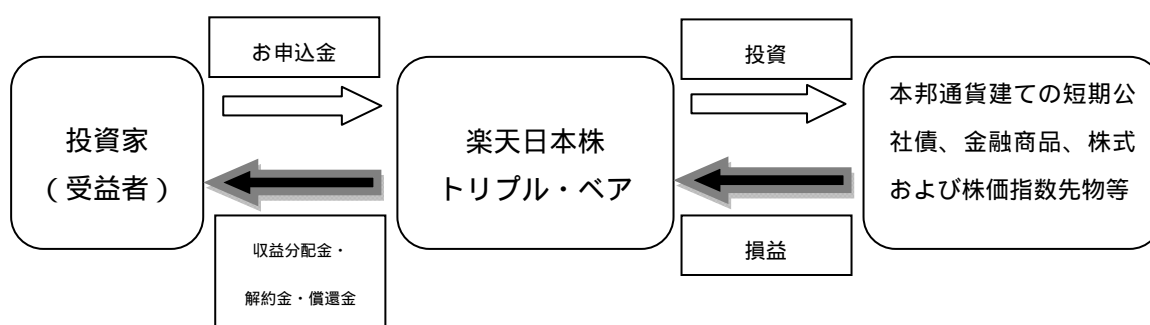 お申込金
投資
投資家
（受益者）
楽天日本株
トリプル・ベア
本邦通貨建ての短期公
社債、金融商品、株式
および株価指数先物等
収益分配金・
解約金・償還金
損益